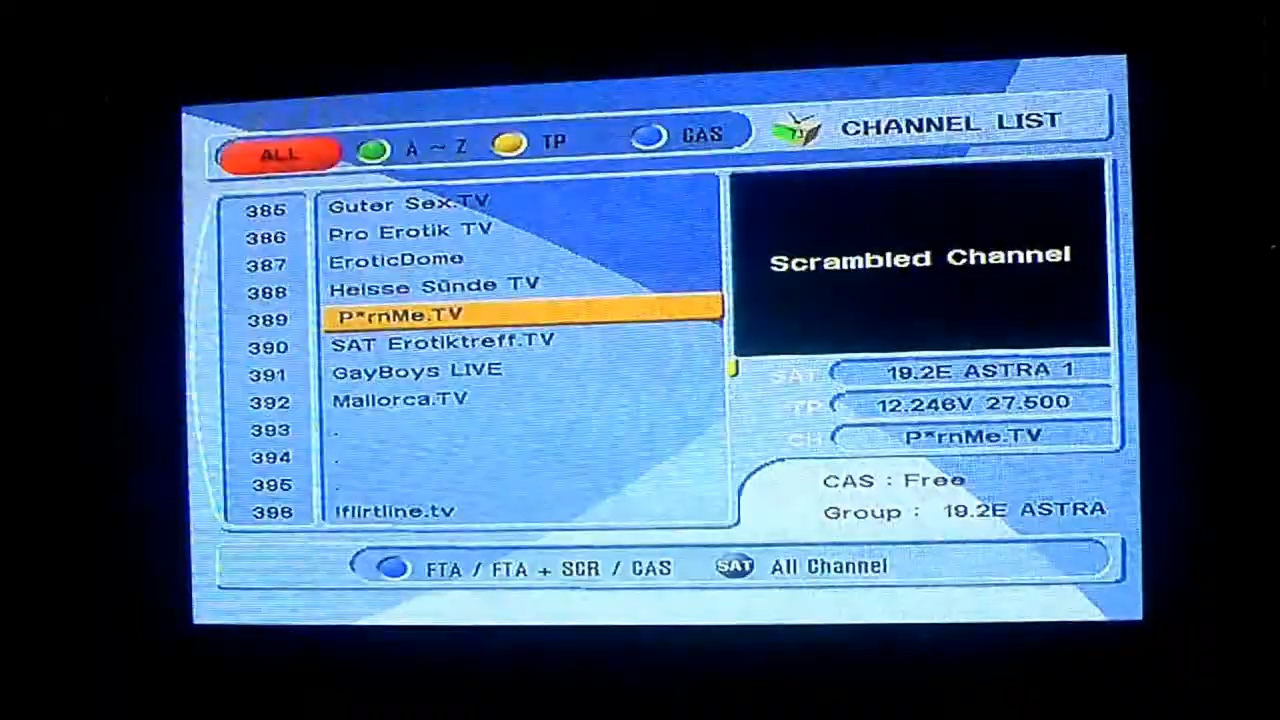 ALL A ~ Z TP CAS CHANNEL LIST
385 Guter Sex.TV
386 Pro Erotik TV
387 EroticDome
388 Heisse Sünde TV
389 P*rnMe.TV
390 SAT Erotiktreff.TV
391 GayBoys LIVE
392 Mallorca.TV
393 .
394 .
395 .
396 Iflirtline.tv
Scrambled Channel
SAT 19.2E ASTRA 1
TP 12.246V 27.500
CH P*rnMe.TV
CAS : Free
Group : 19.2E ASTRA
FTA / FTA + SCR / CAS SAT All Channel